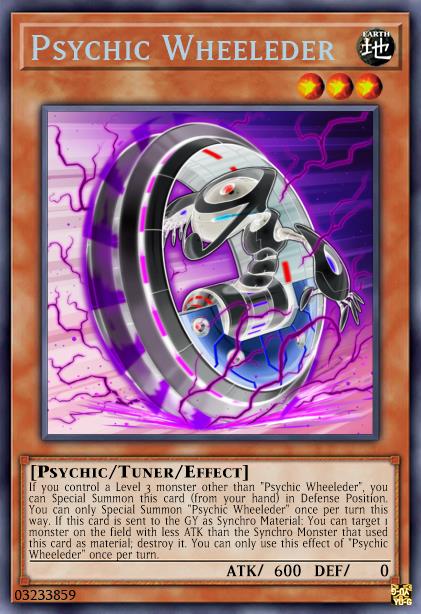 Psychic Wheeleder
EARTH
地
[Psychic/Tuner/Effect]
If you control a Level 3 monster other than "Psychic Wheeleder", you
can Special Summon this card (from your hand) in Defense Position.
You can only Special Summon "Psychic Wheeleder" once per turn this
way. If this card is sent to the GY as Synchro Material: You can target 1
monster on the field with less ATK than the Synchro Monster that used
this card as material; destroy it. You can only use this effect of "Psychic
Wheeleder" once per turn.
ATK/ 600 DEF/ 0
03233859